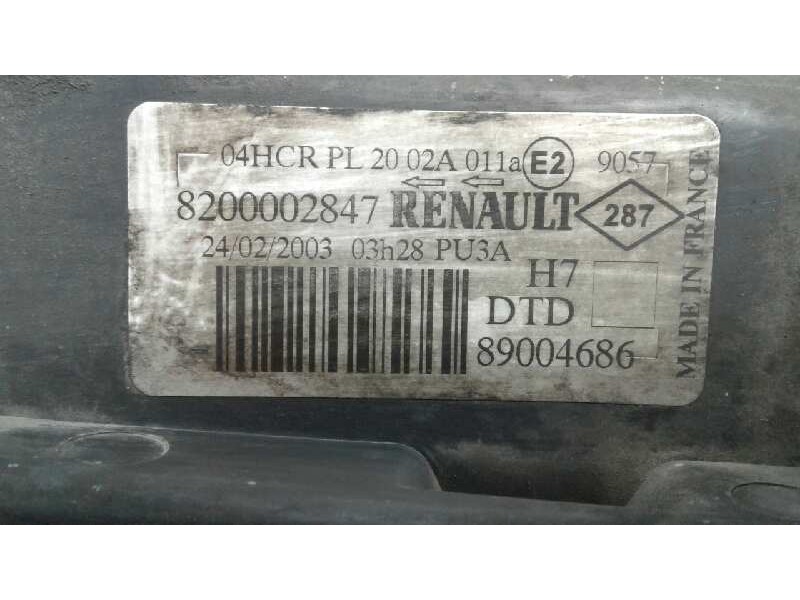 04HCR PL 20 02A 011a E2 9057
8200002847 RENAULT 287
24/02/2003 03h28 PU3A
H7
DTD
89004686
MADE IN FRANCE